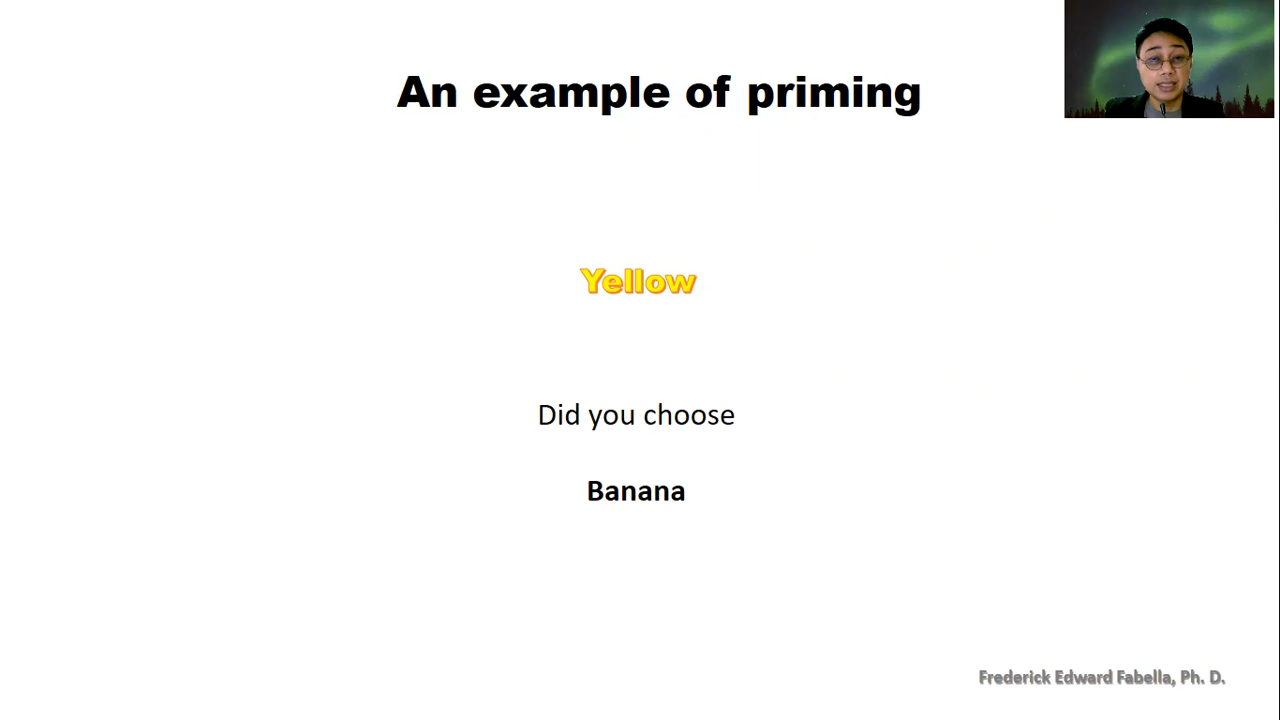 An example of priming
Yellow
Did you choose
Banana
Frederick Edward Fabella, Ph. D.